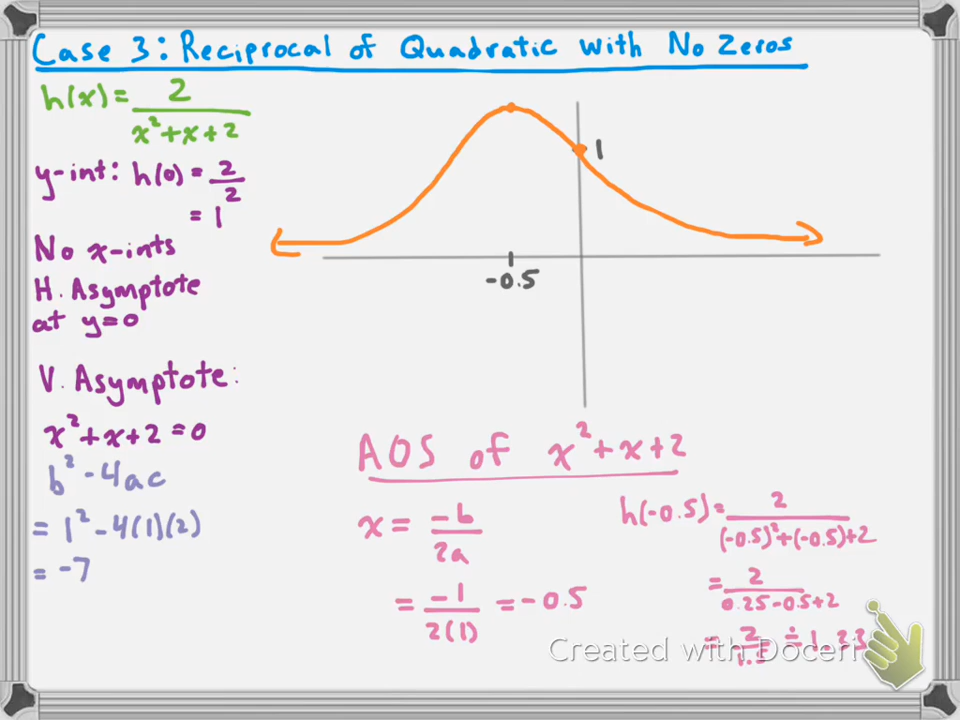 Case 3: Reciprocal of Quadratic with No Zeros
h(x) = 2
x² + x + 2
y-int: h(0) = 2
2
= 1
No x-ints
H. Asymptote
at y=0
V. Asymptote:
x² + x + 2 = 0
b² - 4ac
= 1² - 4(1)(2)
= -7
1
-0.5
AOS of x² + x + 2
x = -b
2a
= -1 = -0.5
2(1)
h(-0.5) = 2
(-0.5)² + (-0.5) + 2
= 2
0.25 - 0.5 + 2
= 2 ÷ 1.33
Created with Doceri